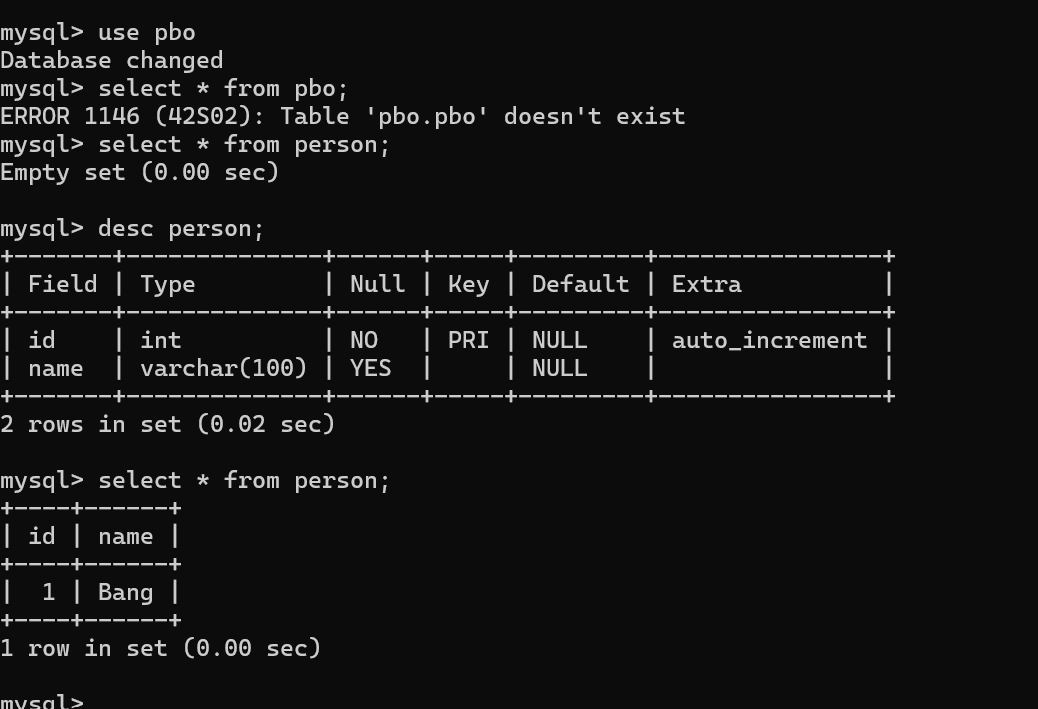 mysql> use pbo
Database changed
mysql> select * from pbo;
ERROR 1146 (42S02): Table 'pbo.pbo' doesn't exist
mysql> select * from person;
Empty set (0.00 sec)

mysql> desc person;
+-------+--------------+------+-----+---------+----------------+
| Field | Type         | Null | Key | Default | Extra          |
+-------+--------------+------+-----+---------+----------------+
| id    | int          | NO   | PRI | NULL    | auto_increment |
| name  | varchar(100) | YES  |     | NULL    |                |
+-------+--------------+------+-----+---------+----------------+
2 rows in set (0.02 sec)

mysql> select * from person;
+----+------+
| id | name |
+----+------+
|  1 | Bang |
+----+------+
1 row in set (0.00 sec)

mysql>